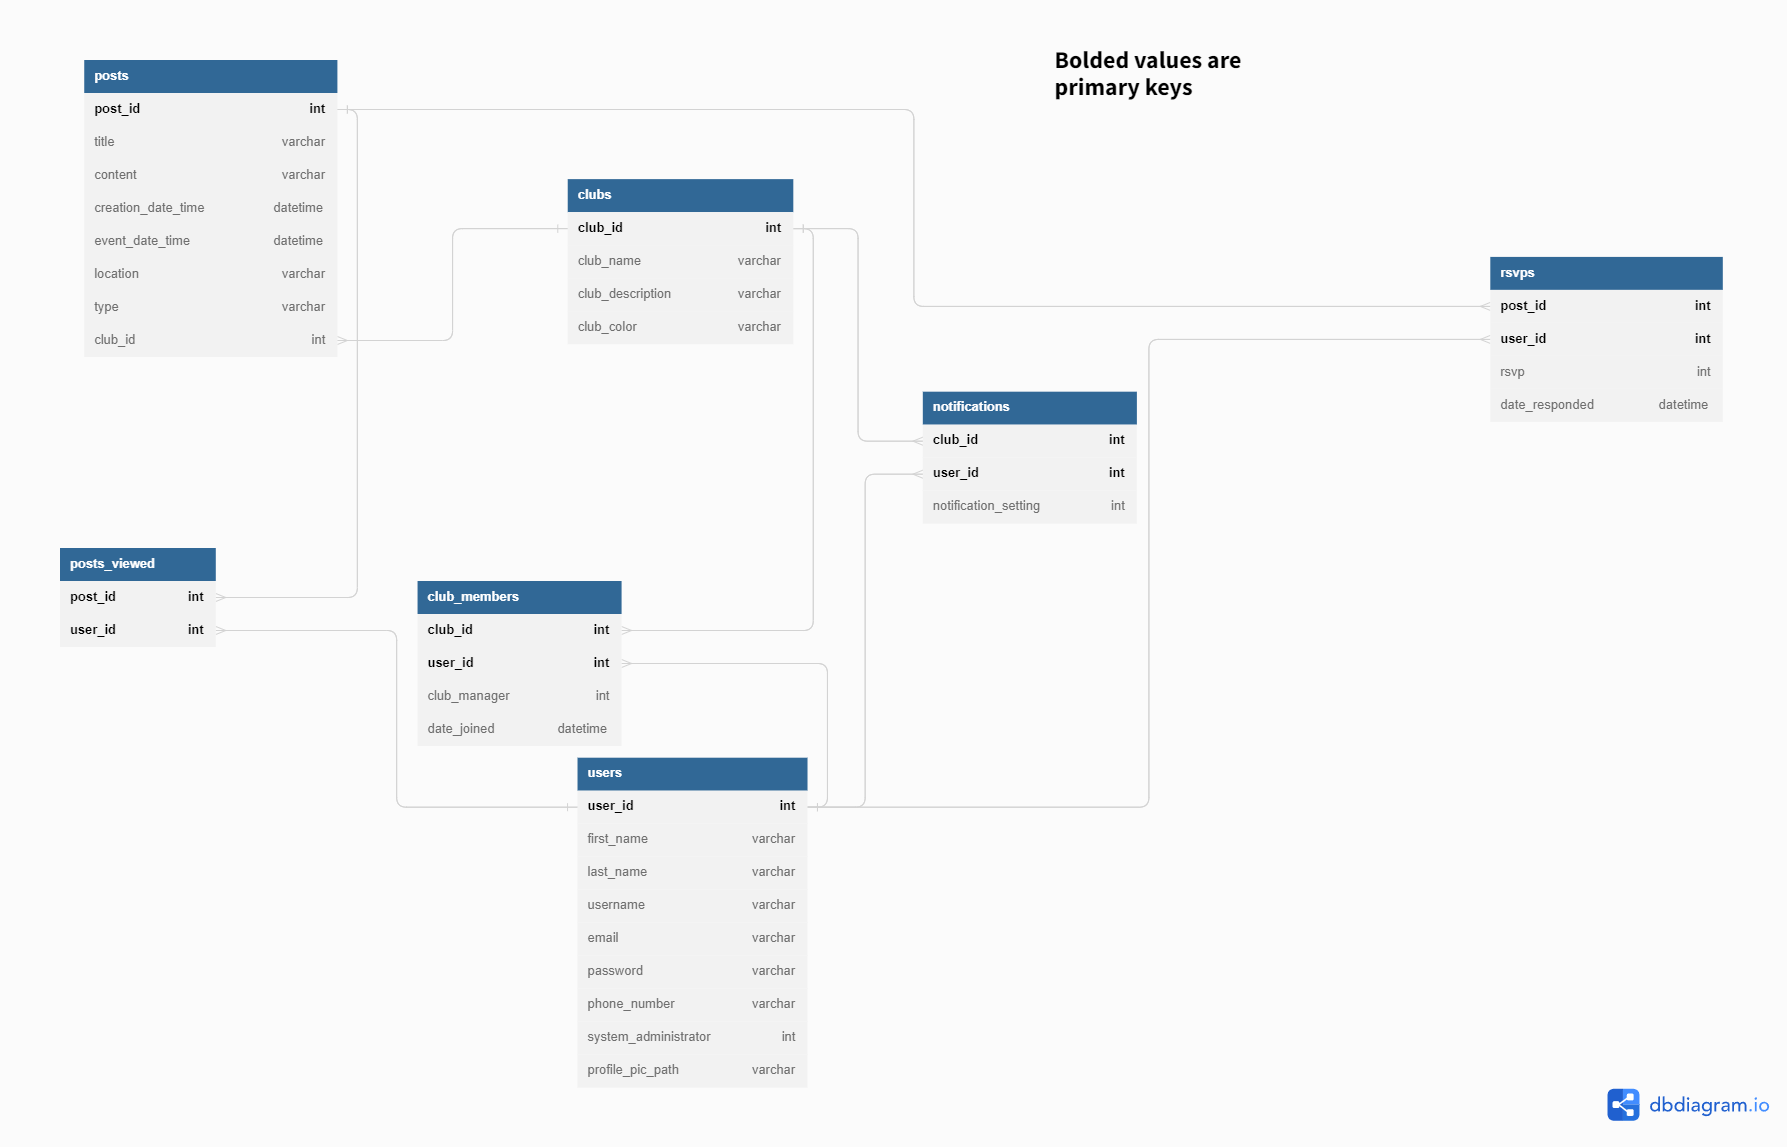 Bolded values are
primary keys
posts
post_id int
title varchar
content varchar
creation_date_time datetime
event_date_time datetime
location varchar
type varchar
club_id int
clubs
club_id int
club_name varchar
club_description varchar
club_color varchar
rsvps
post_id int
user_id int
rsvp int
date_responded datetime
notifications
club_id int
user_id int
notification_setting int
posts_viewed
post_id int
user_id int
club_members
club_id int
user_id int
club_manager int
date_joined datetime
users
user_id int
first_name varchar
last_name varchar
username varchar
email varchar
password varchar
phone_number varchar
system_administrator int
profile_pic_path varchar
dbdiagram.io